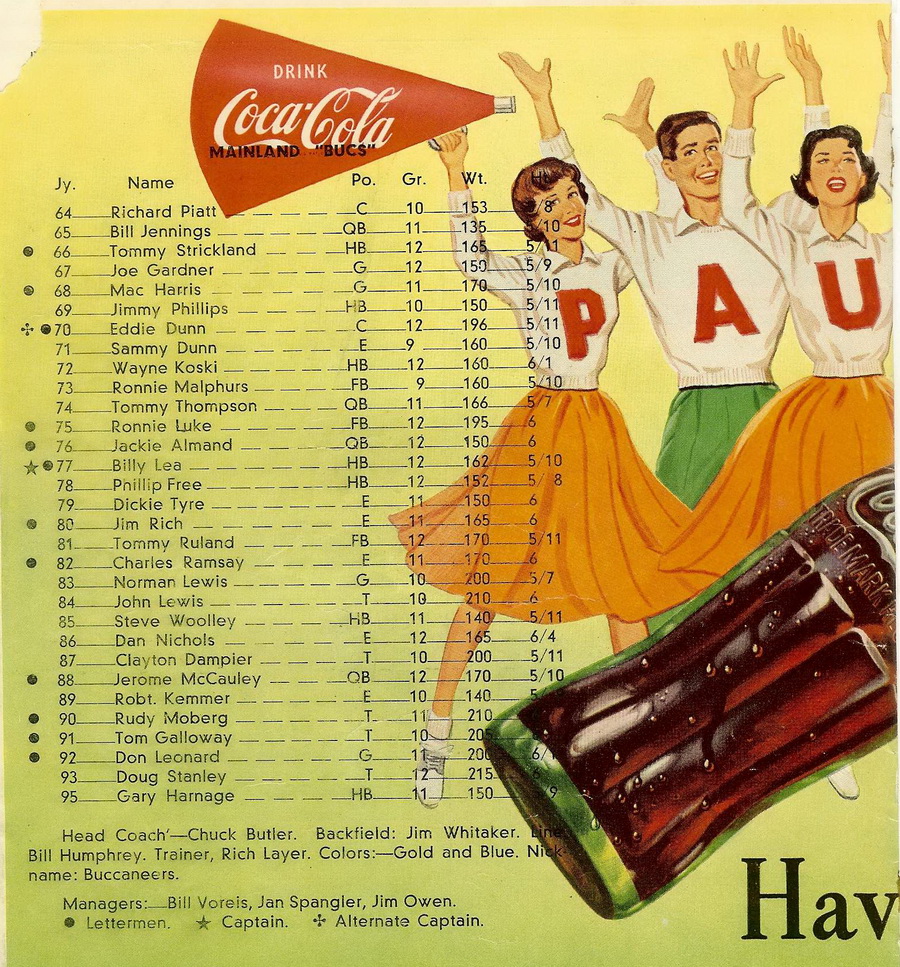 DRINK
Coca-Cola
MAINLAND "BUCS"
Jy. Name Po. Gr. Wt.
64 Richard Piatt C 10 153 /8
65 Bill Jennings QB 11 135 /10
● 66 Tommy Strickland HB 12 165 5/11
67 Joe Gardner G 12 150 5/9
● 68 Mac Harris G 11 170 5/10
69 Jimmy Phillips HB 10 150 5/11
✣ ● 70 Eddie Dunn C 12 196 5/11
71 Sammy Dunn E 9 160 5/10
72 Wayne Koski HB 12 160 6/1
73 Ronnie Malphurs FB 9 160 5/10
74 Tommy Thompson QB 11 166 5/7
● 75 Ronnie Luke FB 12 195 6
● 76 Jackie Almand QB 12 150 6
★ ● 77 Billy Lea HB 12 162 5/10
78 Phillip Free HB 12 152 5/8
79 Dickie Tyre E 11 150 6
● 80 Jim Rich E 11 165 6
81 Tommy Ruland FB 12 170 5/11
● 82 Charles Ramsay E 11 170 6
83 Norman Lewis G 10 200 5/7
84 John Lewis T 10 210 6
85 Steve Woolley HB 11 140 5/11
86 Dan Nichols E 12 165 6/4
87 Clayton Dampier T 10 200 5/11
● 88 Jerome McCauley QB 12 170 5/10
89 Robt. Kemmer E 10 140
● 90 Rudy Moberg T 11 210
● 91 Tom Galloway T 10 205
● 92 Don Leonard G 11 200 6/
93 Doug Stanley T 12 215
95 Gary Harnage HB 11 150 9
P A U
TRADE MARK
Head Coach'—Chuck Butler. Backfield: Jim Whitaker. Line,
Bill Humphrey. Trainer, Rich Layer. Colors:—Gold and Blue. Nick-
name: Buccaneers.
Managers:—Bill Voreis, Jan Spangler, Jim Owen.
● Lettermen. ★ Captain. ✣ Alternate Captain.
Hav